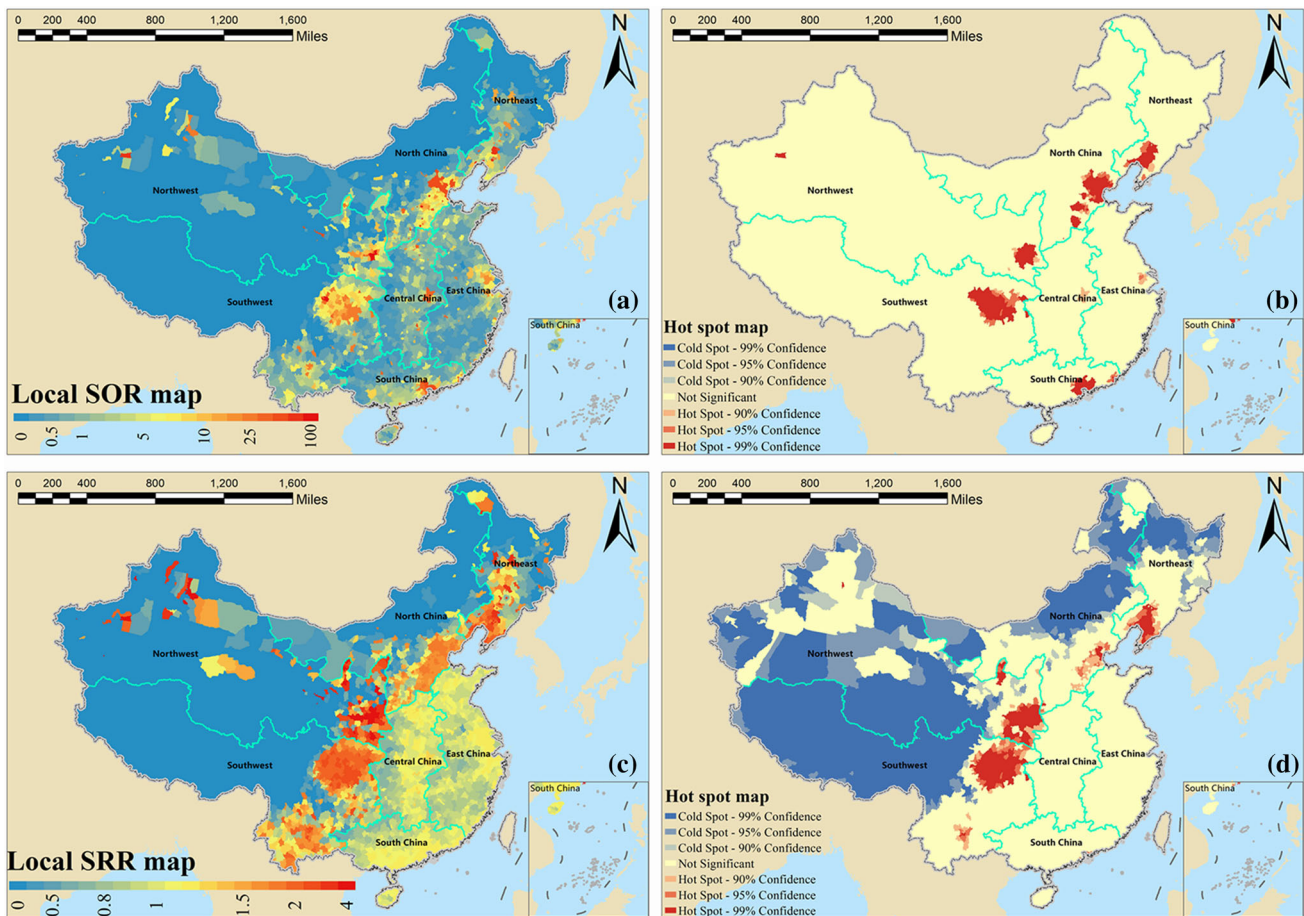 0 400 800 1,200 1,600
Miles
N
Northeast
North China
Northwest
Southwest
Central China
East China
South China
South China
(a)
Local SOR map
0 0.5 1 5 10 25 100
0 400 800 1,200 1,600
Miles
N
Northeast
North China
Northwest
Southwest
Central China
East China
South China
South China
(b)
Hot spot map
Cold Spot - 99% Confidence
Cold Spot - 95% Confidence
Cold Spot - 90% Confidence
Not Significant
Hot Spot - 90% Confidence
Hot Spot - 95% Confidence
Hot Spot - 99% Confidence
0 400 800 1,200 1,600
Miles
N
Northeast
North China
Northwest
Southwest
Central China
East China
South China
South China
(c)
Local SRR map
0 0.5 0.8 1 1.5 2 4
0 400 800 1,200 1,600
Miles
N
Northeast
North China
Northwest
Southwest
Central China
East China
South China
South China
(d)
Hot spot map
Cold Spot - 99% Confidence
Cold Spot - 95% Confidence
Cold Spot - 90% Confidence
Not Significant
Hot Spot - 90% Confidence
Hot Spot - 95% Confidence
Hot Spot - 99% Confidence